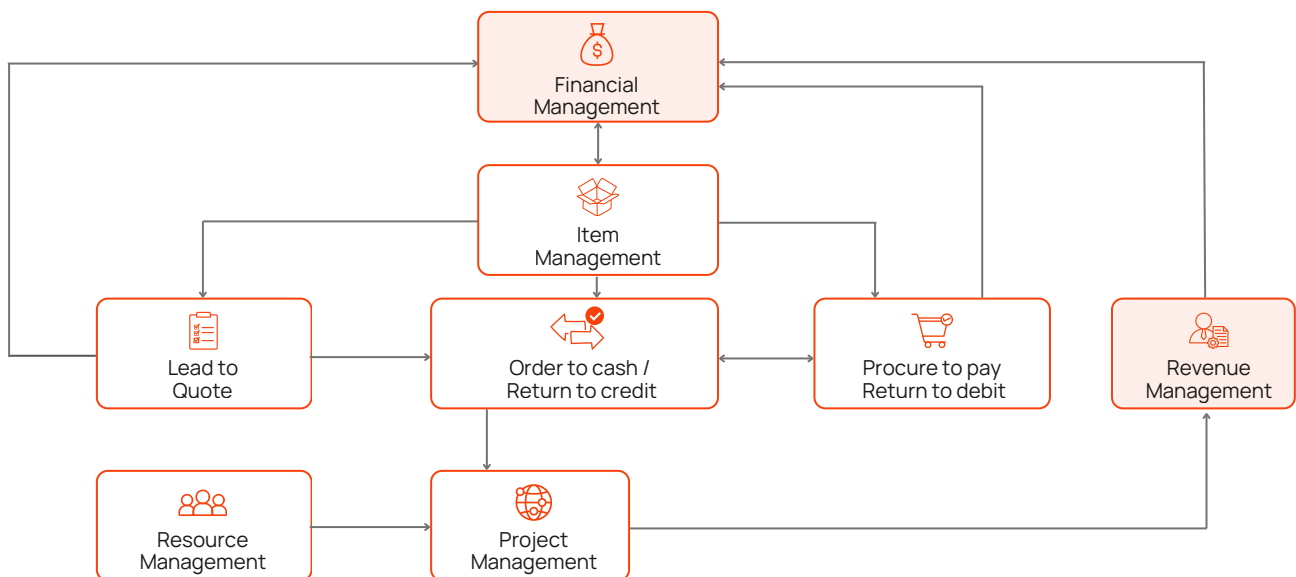 $
Financial
Management
Item
Management
Lead to
Quote
Order to cash /
Return to credit
Procure to pay
Return to debit
Revenue
Management
Resource
Management
Project
Management